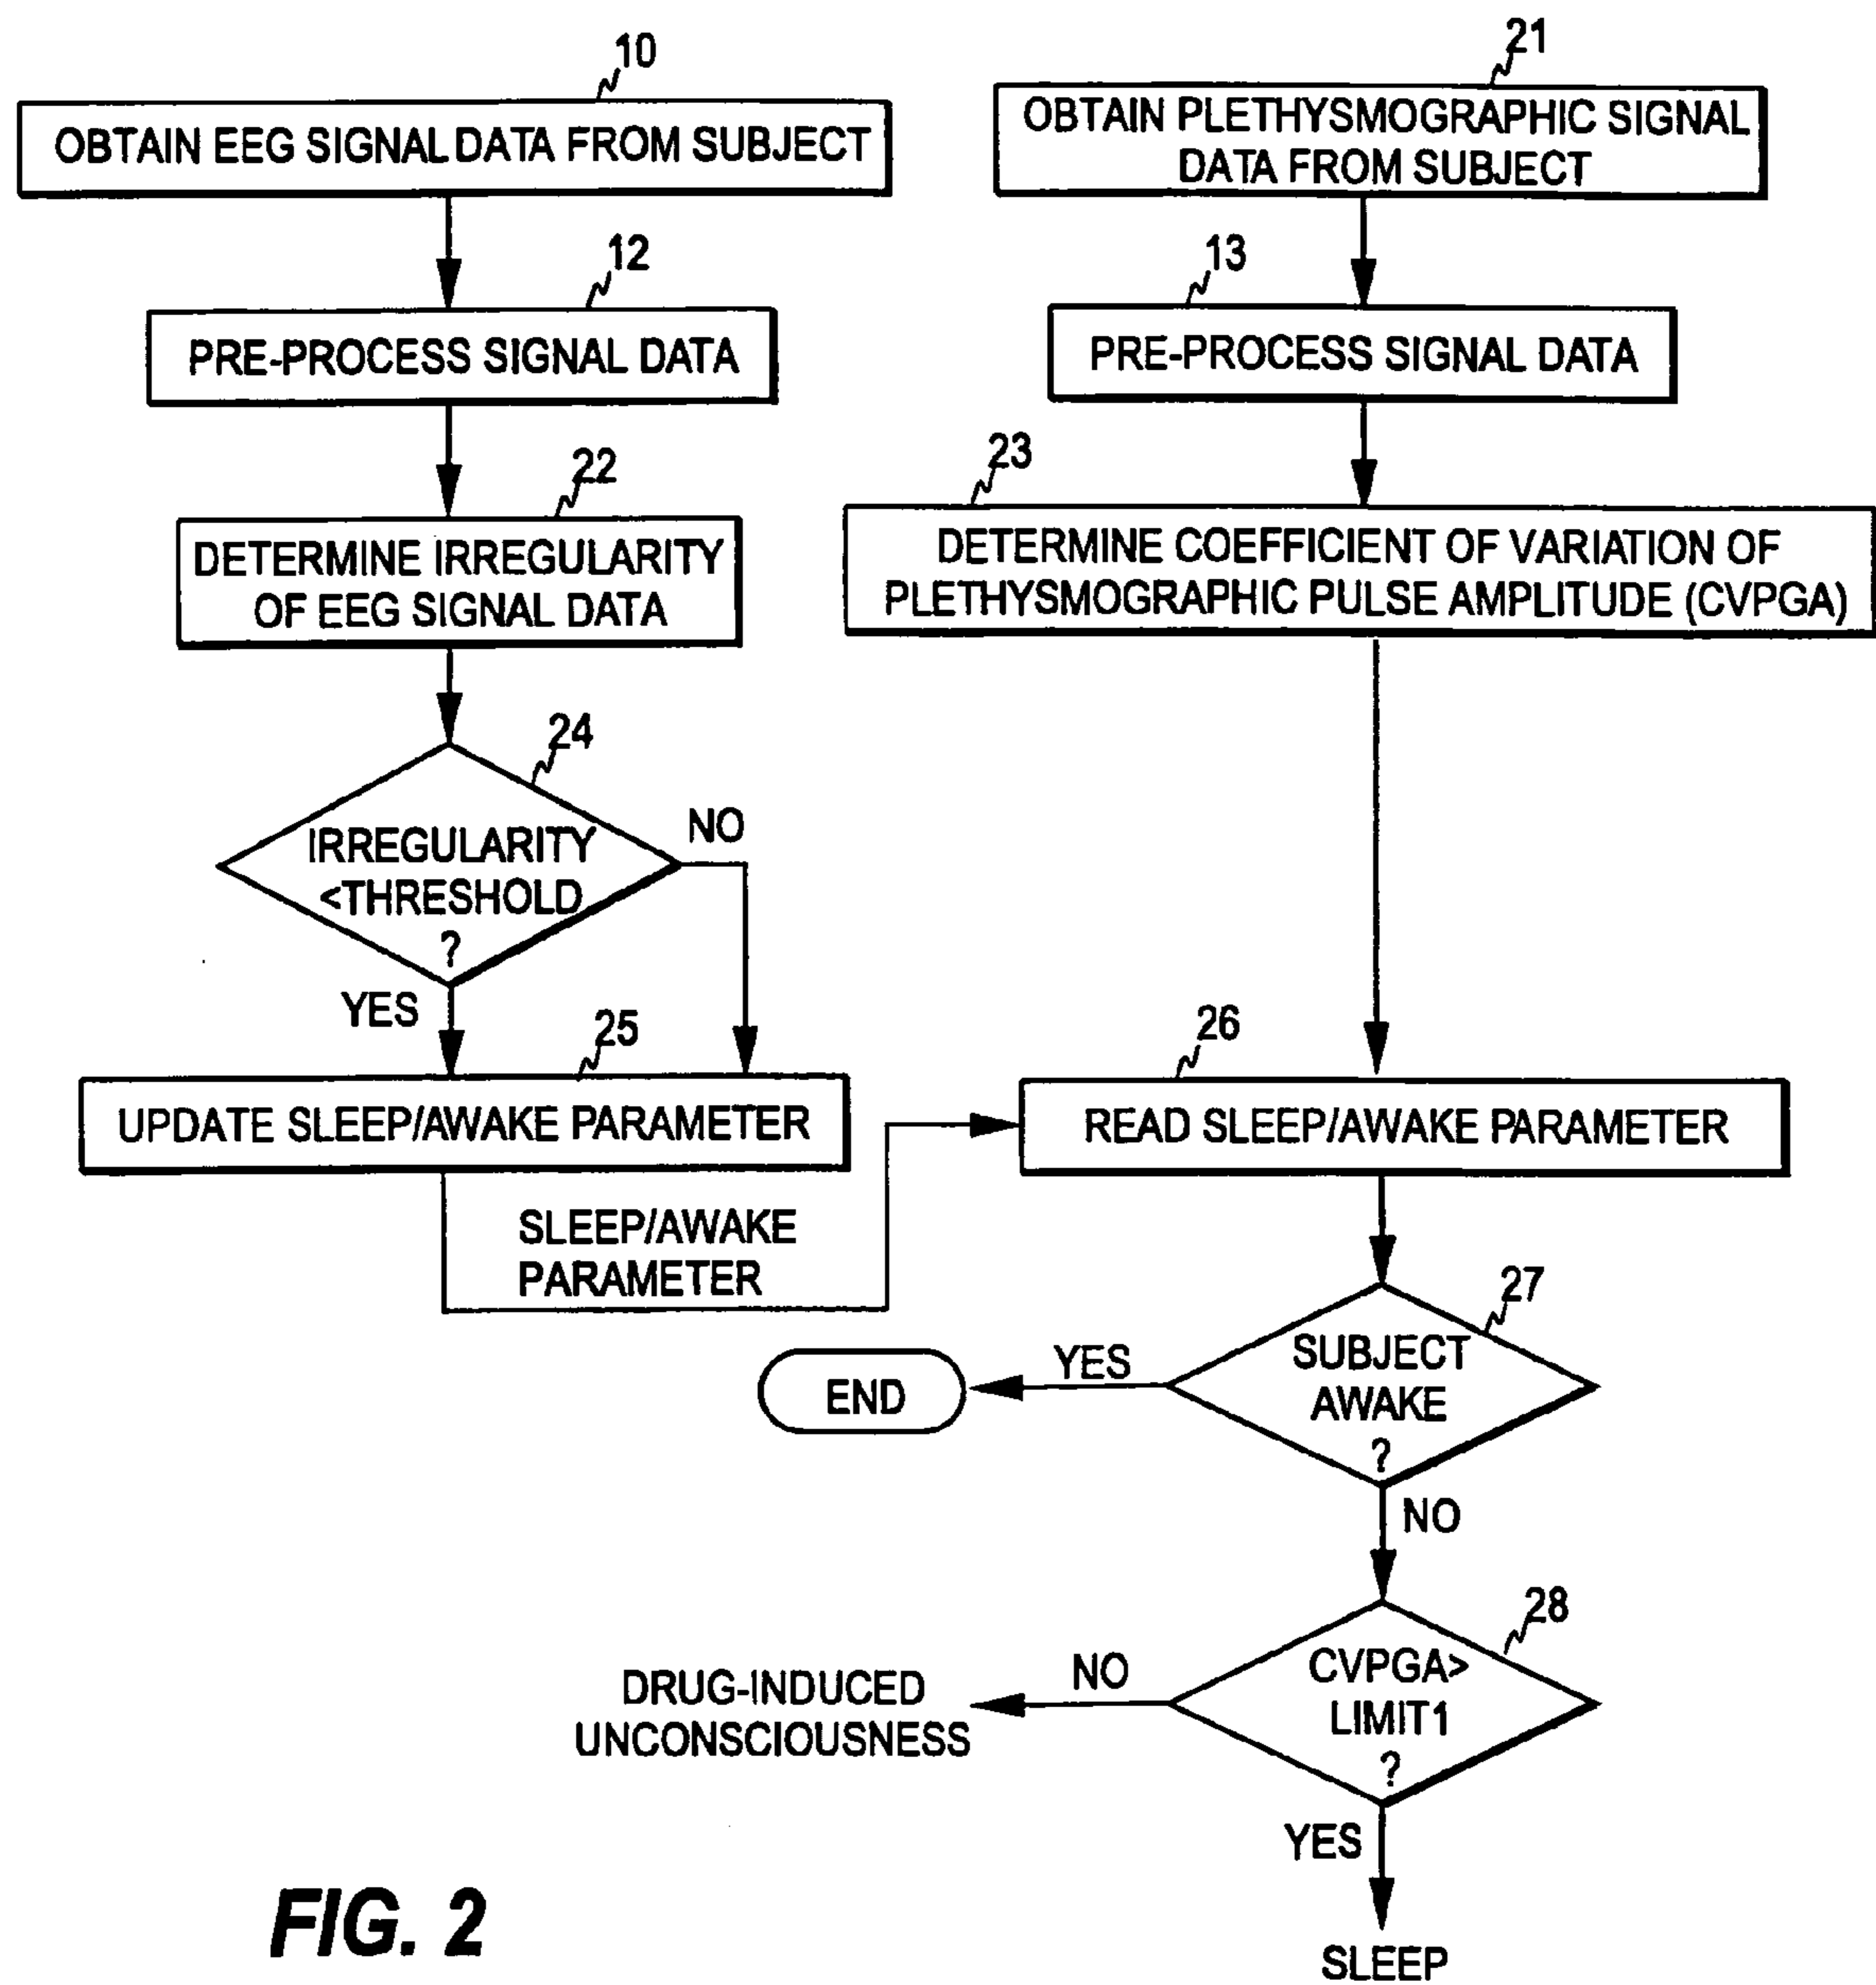 10
OBTAIN EEG SIGNAL DATA FROM SUBJECT
12
PRE-PROCESS SIGNAL DATA
22
DETERMINE IRREGULARITY
OF EEG SIGNAL DATA
24
IRREGULARITY
<THRESHOLD
?
NO
YES
25
UPDATE SLEEP/AWAKE PARAMETER
SLEEP/AWAKE
PARAMETER
21
OBTAIN PLETHYSMOGRAPHIC SIGNAL
DATA FROM SUBJECT
13
PRE-PROCESS SIGNAL DATA
23
DETERMINE COEFFICIENT OF VARIATION OF
PLETHYSMOGRAPHIC PULSE AMPLITUDE (CVPGA)
26
READ SLEEP/AWAKE PARAMETER
27
SUBJECT
AWAKE
?
YES
END
NO
28
CVPGA>
LIMIT1
?
NO
DRUG-INDUCED
UNCONSCIOUSNESS
YES
SLEEP
FIG. 2